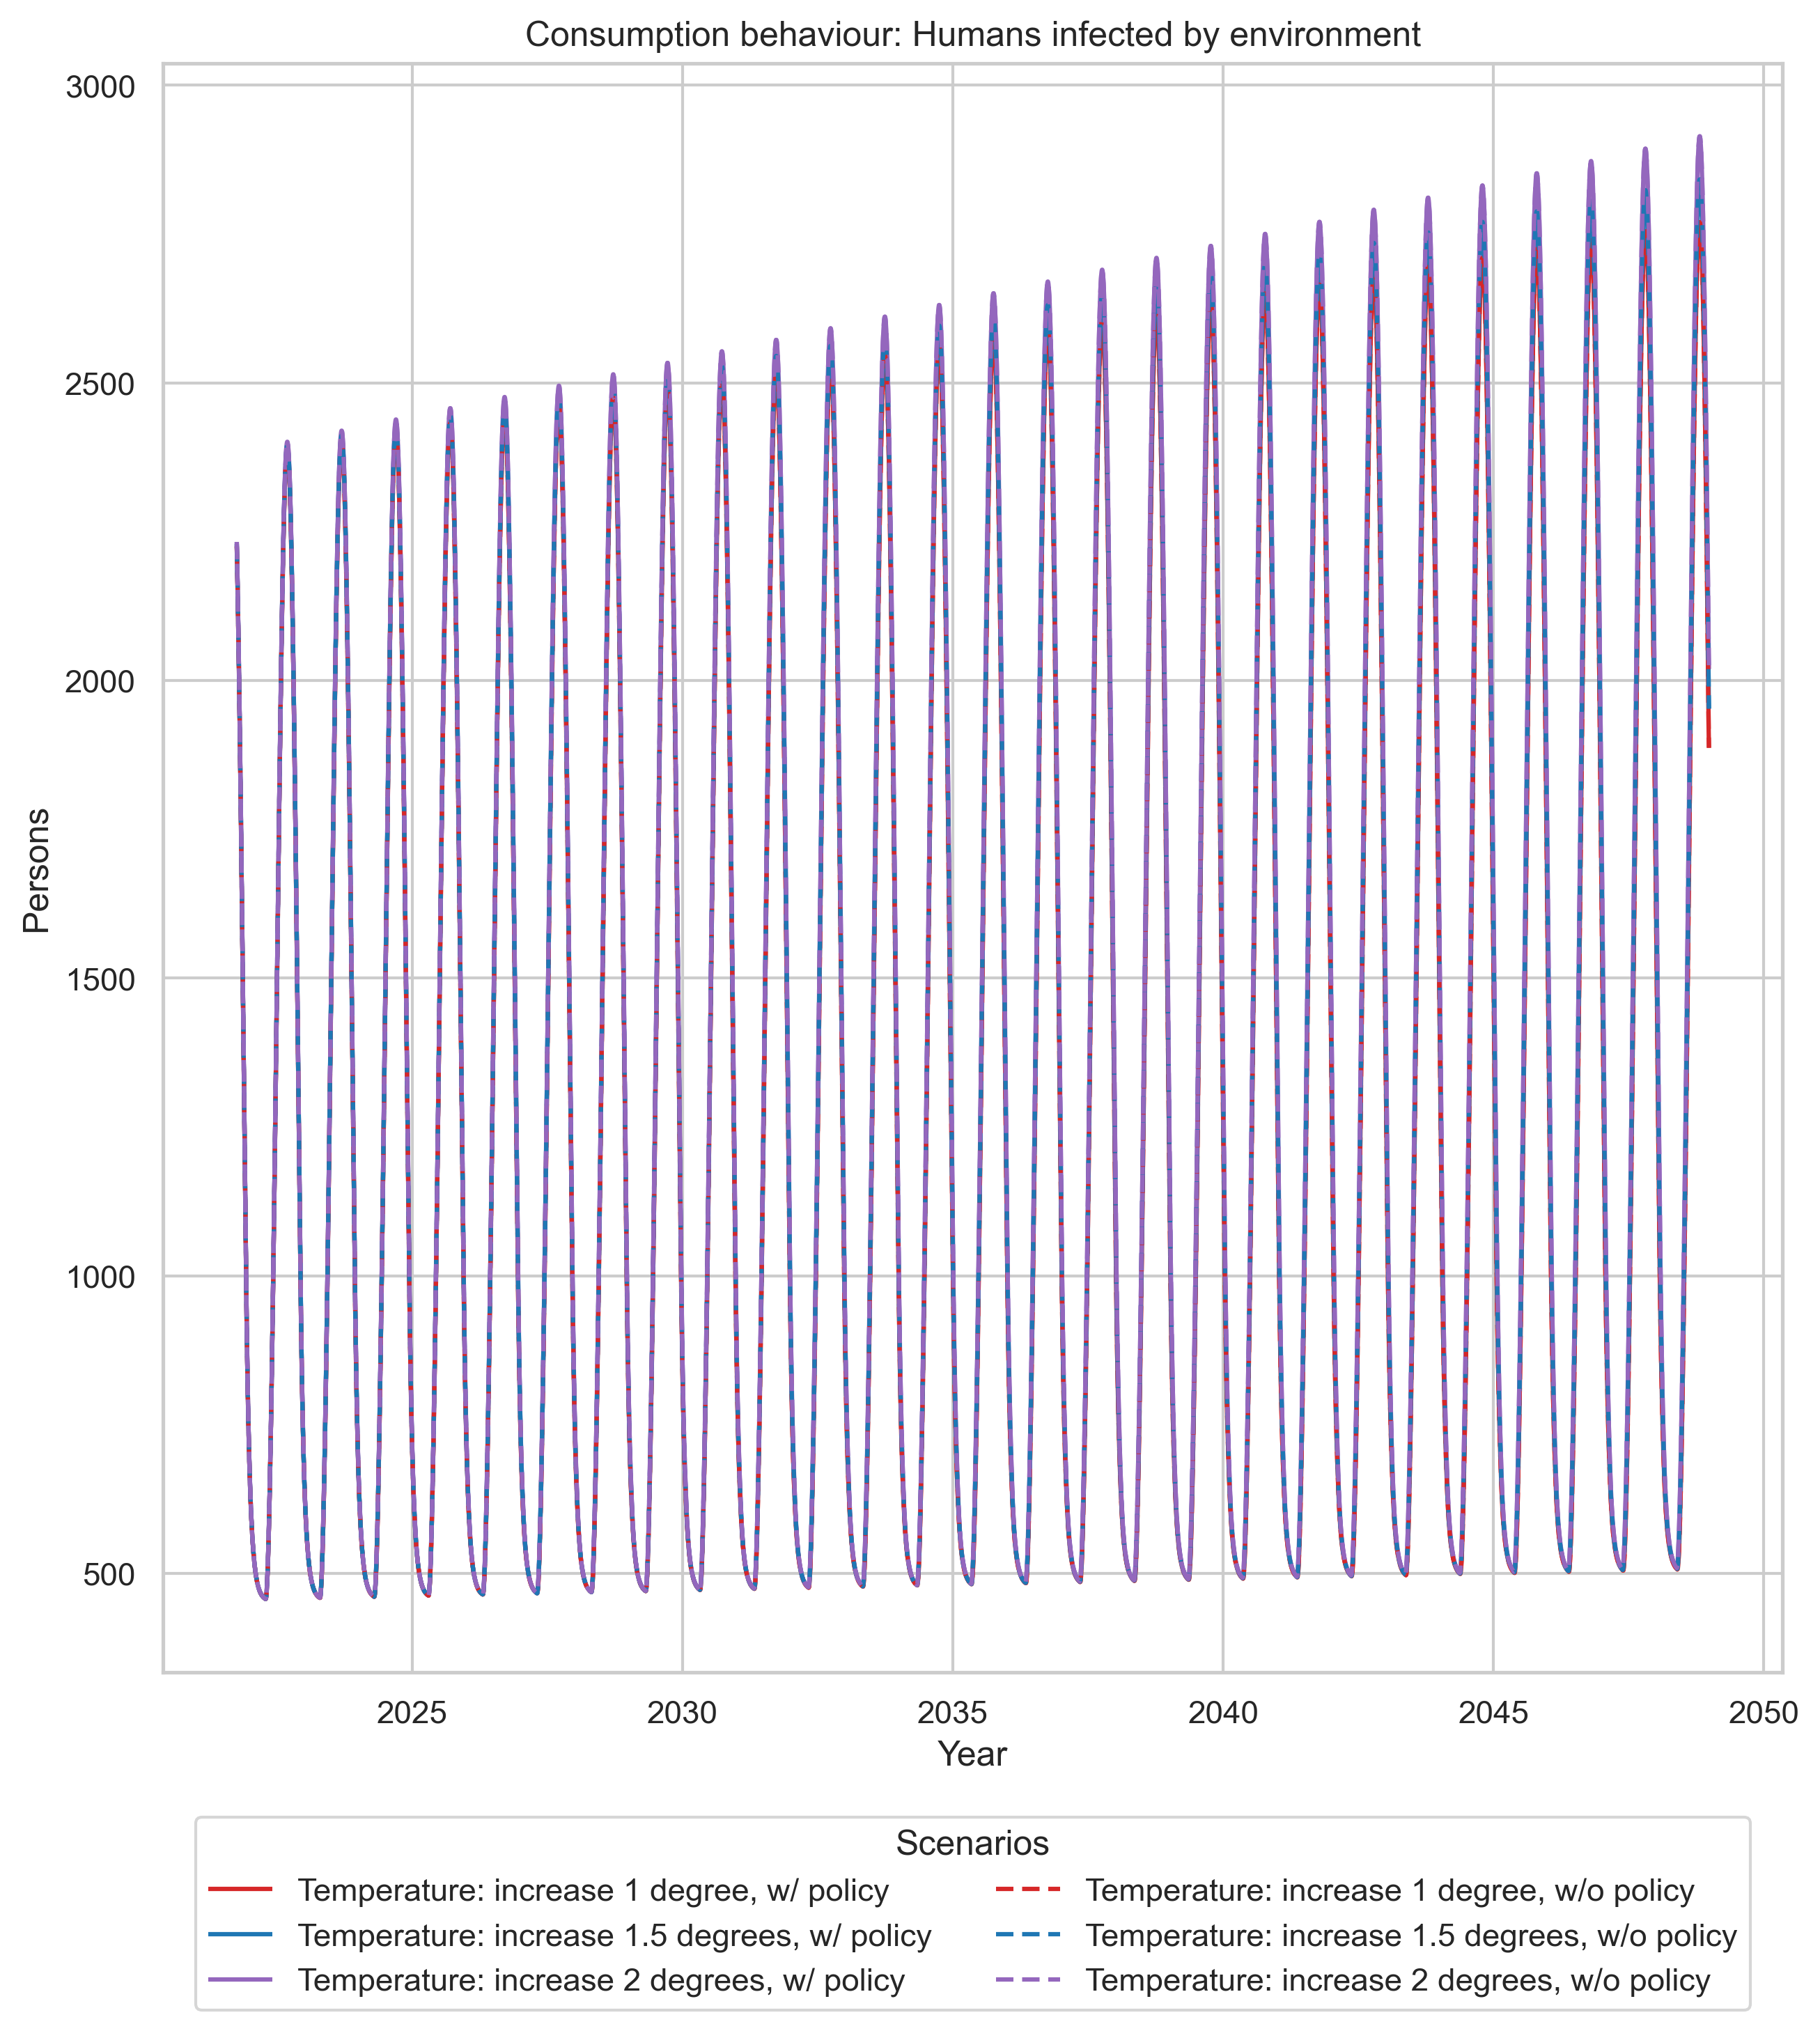 Consumption behaviour: Humans infected by environment
3000
2500
2000
1500
1000
500
Persons
2025 2030 2035 2040 2045 2050
Year
Scenarios
Temperature: increase 1 degree, w/ policy
Temperature: increase 1.5 degrees, w/ policy
Temperature: increase 2 degrees, w/ policy
Temperature: increase 1 degree, w/o policy
Temperature: increase 1.5 degrees, w/o policy
Temperature: increase 2 degrees, w/o policy